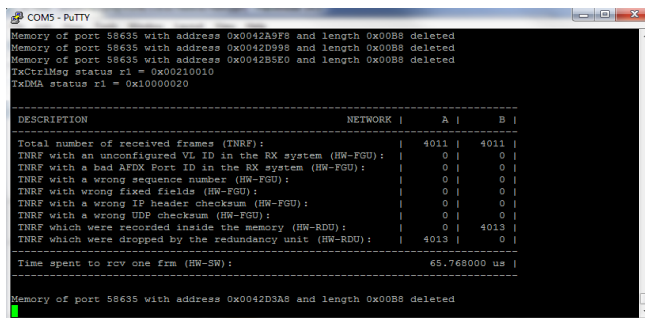 COM5 - PuTTY
Memory of port 58635 with address 0x0042A9F8 and length 0x00B8 deleted
Memory of port 58635 with address 0x0042D998 and length 0x00B8 deleted
Memory of port 58635 with address 0x0042B5E0 and length 0x00B8 deleted
TxCtrlMsg status r1 = 0x00210010
TxDMA status r1 = 0x10000020
DESCRIPTION NETWORK | A | B |
Total number of received frames (TNRF): | 4011 | 4011 |
TNRF with an unconfigured VL ID in the RX system (HW-FGU): | 0 | 0 |
TNRF with a bad AFDX Port ID in the RX system (HW-FGU): | 0 | 0 |
TNRF with a wrong sequence number (HW-FGU): | 0 | 0 |
TNRF with wrong fixed fields (HW-FGU): | 0 | 0 |
TNRF with a wrong IP header checksum (HW-FGU): | 0 | 0 |
TNRF with a wrong UDP checksum (HW-FGU): | 0 | 0 |
TNRF which were recorded inside the memory (HW-RDU): | 0 | 4013 |
TNRF which were dropped by the redundancy unit (HW-RDU): | 4013 | 0 |
Time spent to rcv one frm (HW-SW): 65.768000 us |
Memory of port 58635 with address 0x0042D3A8 and length 0x00B8 deleted